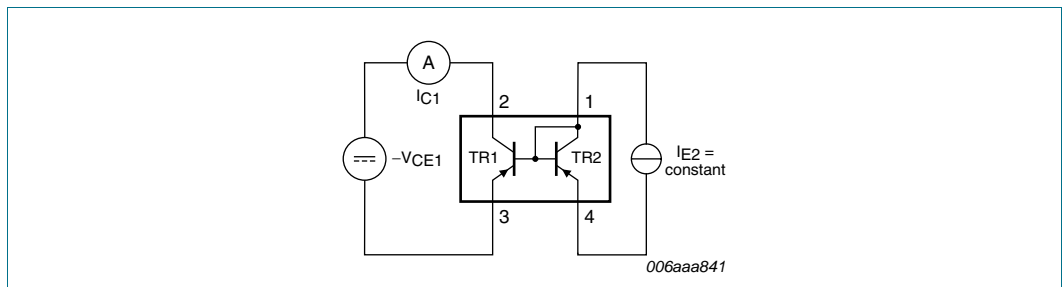 A
IC1
2
1
−VCE1
TR1
TR2
IE2 =
constant
3
4
006aaa841